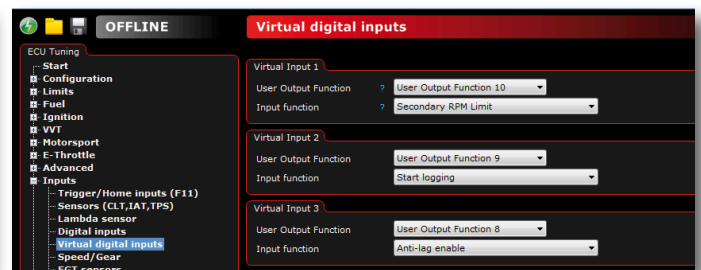 OFFLINE
Virtual digital inputs
ECU Tuning
Start
Configuration
Limits
Fuel
Ignition
VVT
Motorsport
E-Throttle
Advanced
Inputs
Trigger/Home inputs (F11)
Sensors (CLT,IAT,TPS)
Lambda sensor
Digital inputs
Virtual digital inputs
Speed/Gear
EGT sensors
Virtual Input 1
User Output Function ? User Output Function 10
Input function ? Secondary RPM Limit
Virtual Input 2
User Output Function User Output Function 9
Input function Start logging
Virtual Input 3
User Output Function User Output Function 8
Input function Anti-lag enable